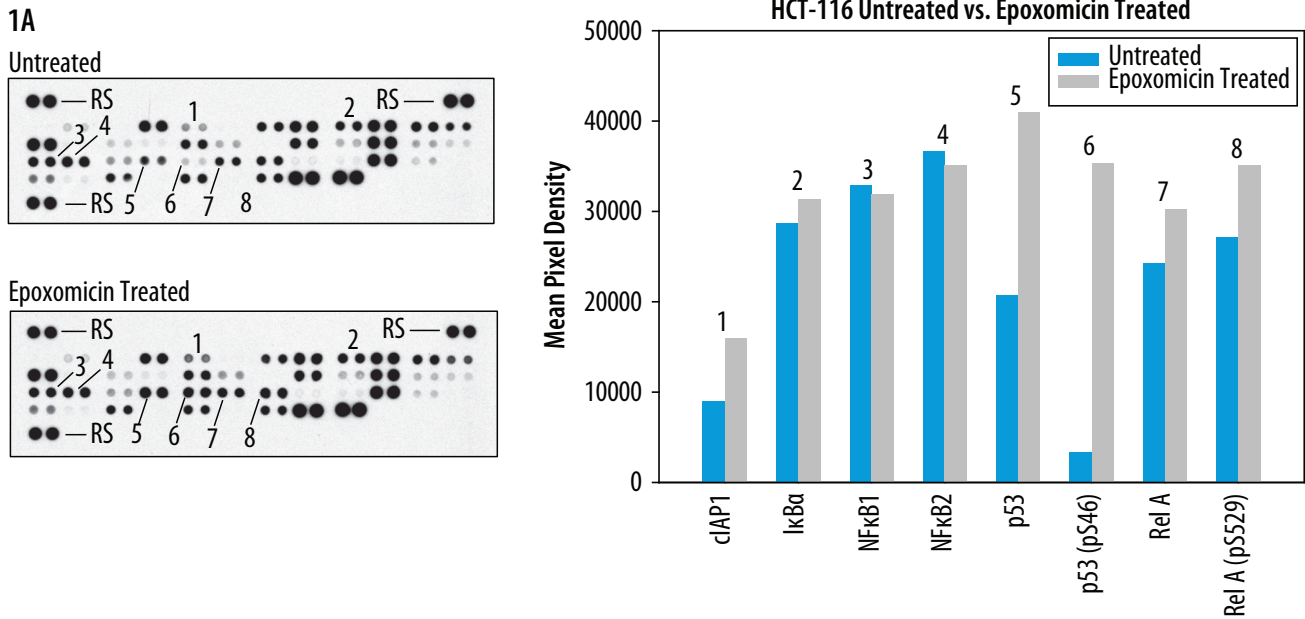 1A
Untreated
RS
1
2
RS
3
4
RS
5
6
7
8
Epoxomicin Treated
RS
1
2
RS
3
4
RS
5
6
7
8
HCT-116 Untreated vs. Epoxomicin Treated
Untreated
Epoxomicin Treated
Mean Pixel Density
50000
40000
30000
20000
10000
0
1
2
3
4
5
6
7
8
cIAP1
IκBα
NFκB1
NFκB2
p53
p53 (pS46)
Rel A
Rel A (pS529)